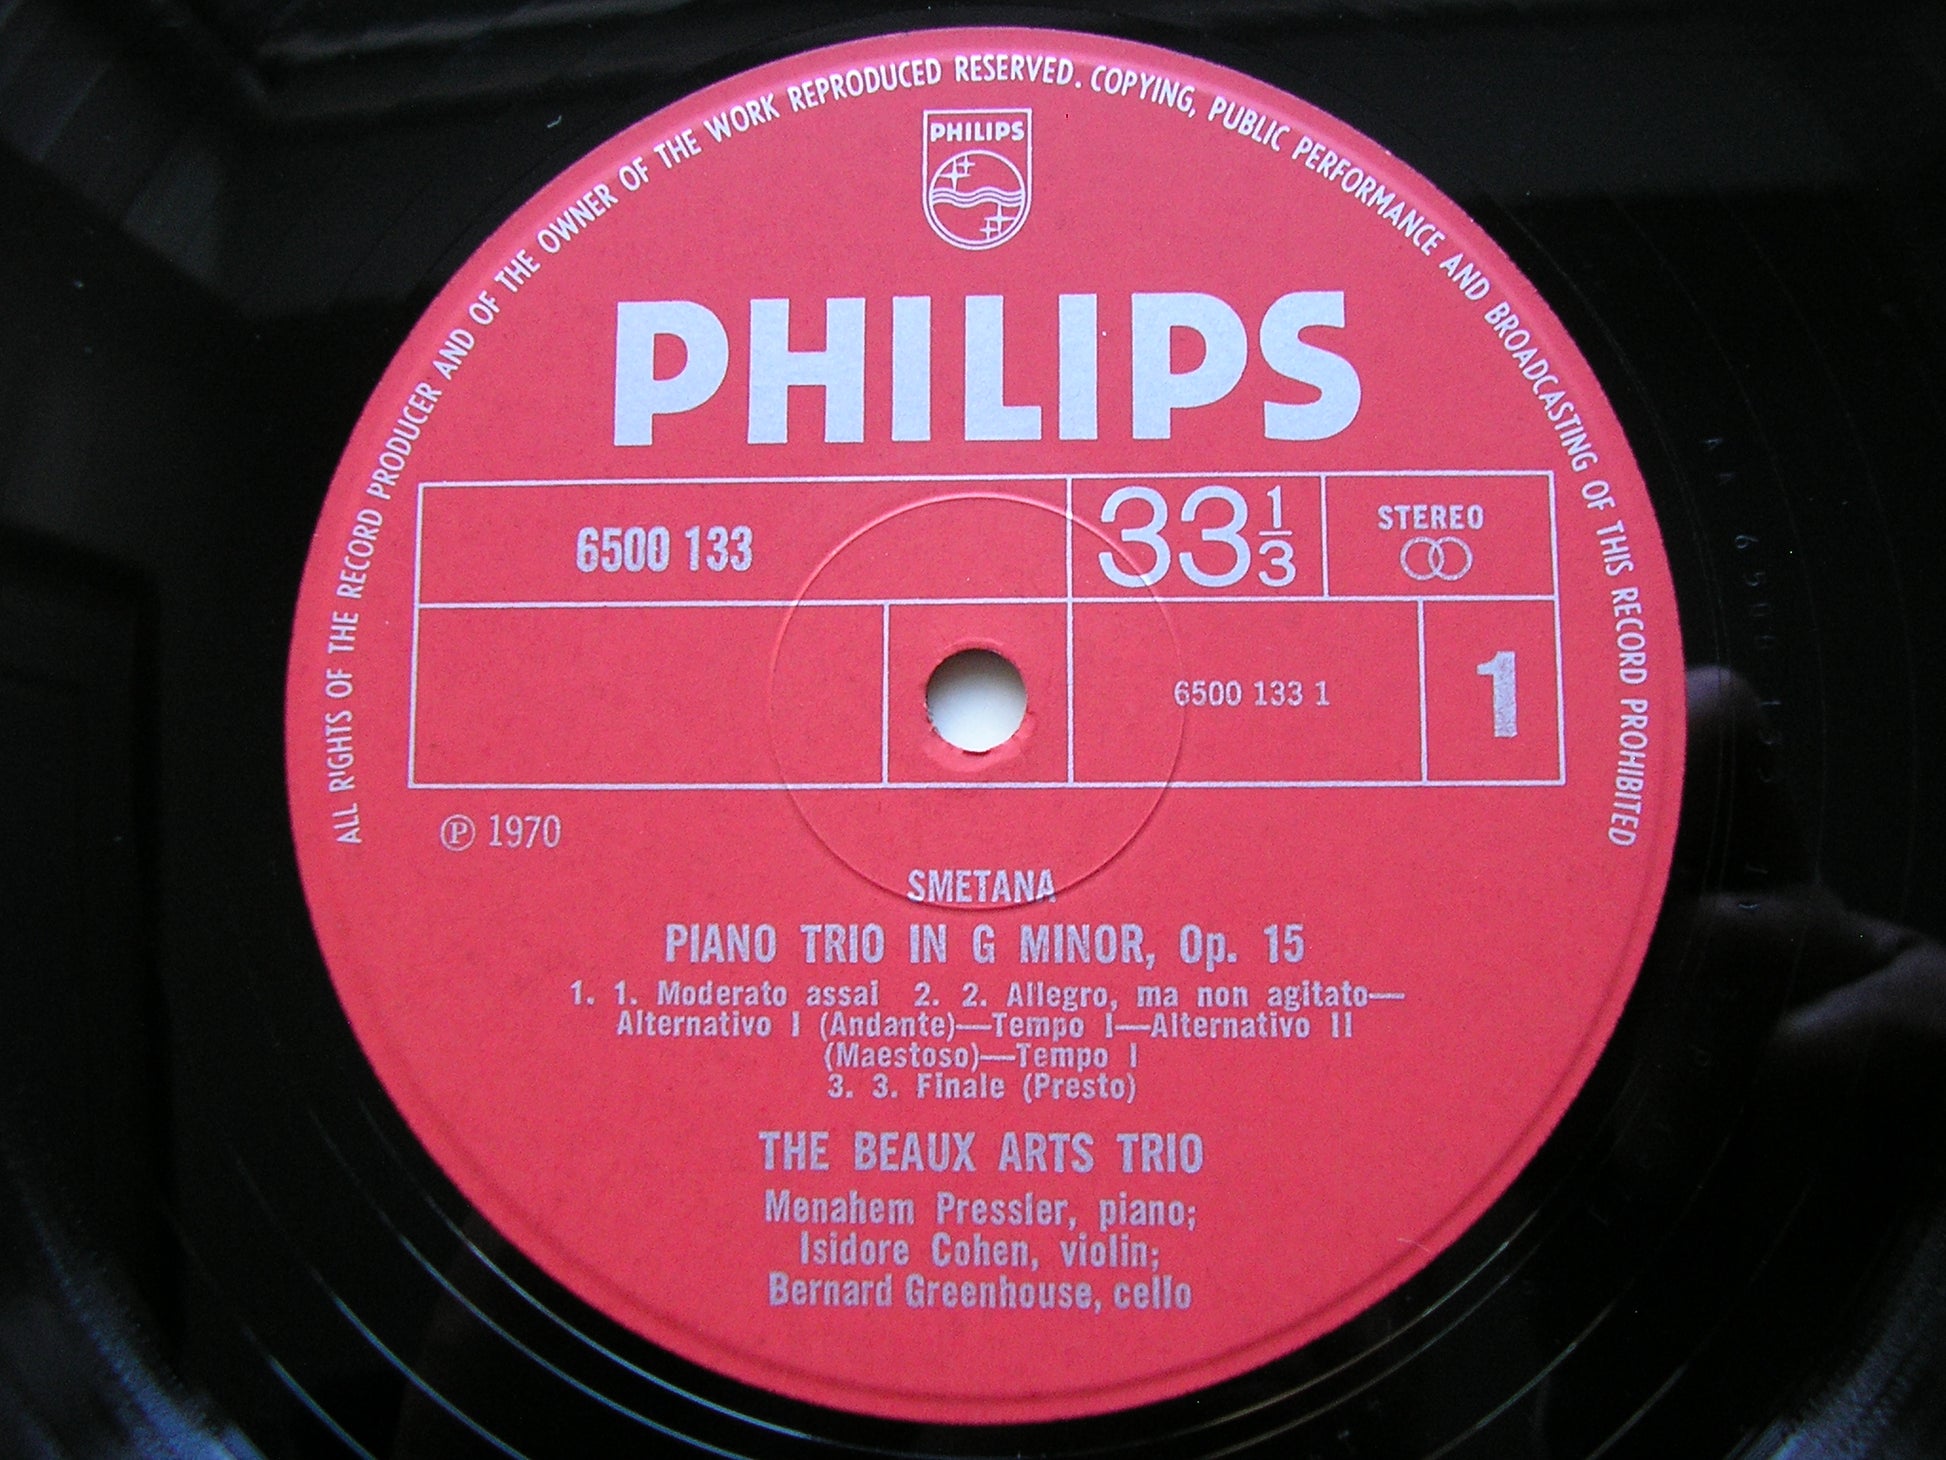 ALL RIGHTS OF THE RECORD PRODUCER AND OF THE OWNER OF THE WORK REPRODUCED RESERVED. COPYING, PUBLIC PERFORMANCE AND BROADCASTING OF THIS RECORD PROHIBITED
PHILIPS
PHILIPS
6500 133
33 1/3
STEREO
6500 133 1
1
℗ 1970
SMETANA
PIANO TRIO IN G MINOR, Op. 15
1. 1. Moderato assai 2. 2. Allegro, ma non agitato—
Alternativo I (Andante)—Tempo I—Alternativo II
(Maestoso)—Tempo I
3. 3. Finale (Presto)
THE BEAUX ARTS TRIO
Menahem Pressler, piano;
Isidore Cohen, violin;
Bernard Greenhouse, cello